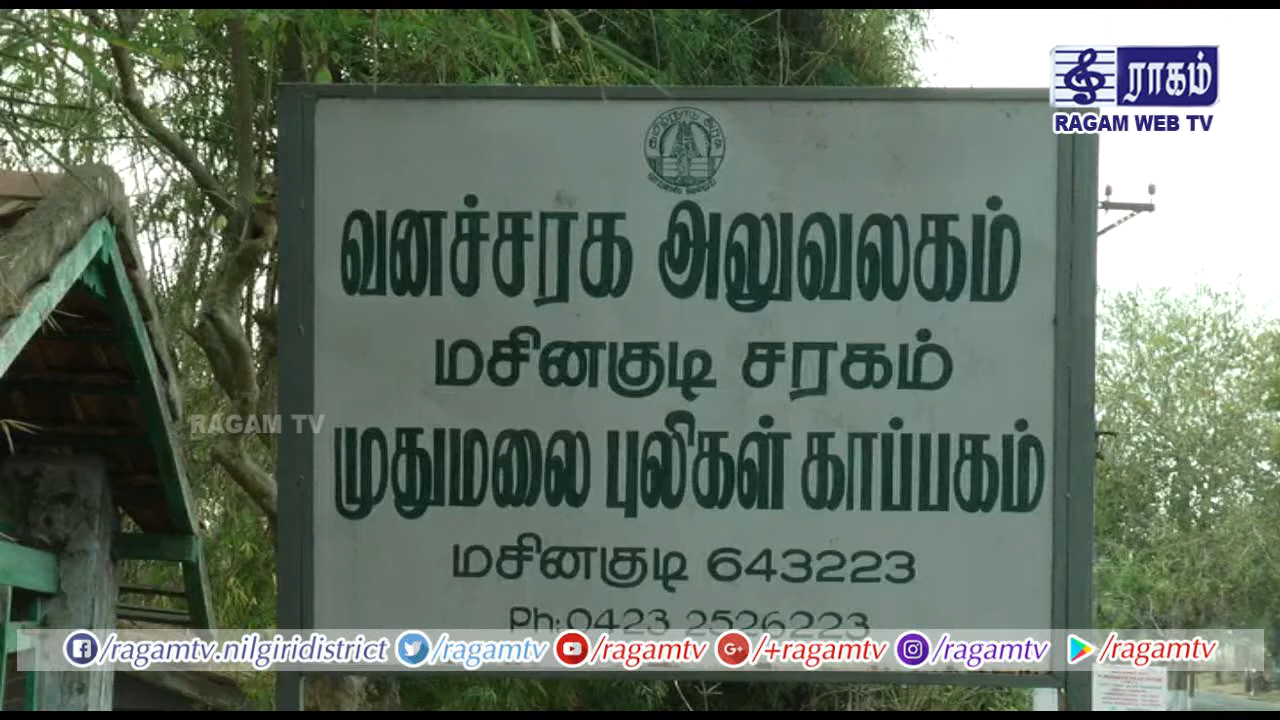 ராகம்
RAGAM WEB TV
வனச்சரக அலுவலகம்
மசினகுடி சரகம்
RAGAM TV
முதுமலை புலிகள் காப்பகம்
மசினகுடி 643223
Ph: 0423 2526223
/ragamtv.nilgiridistrict /ragamtv /ragamtv /+ragamtv /ragamtv /ragamtv